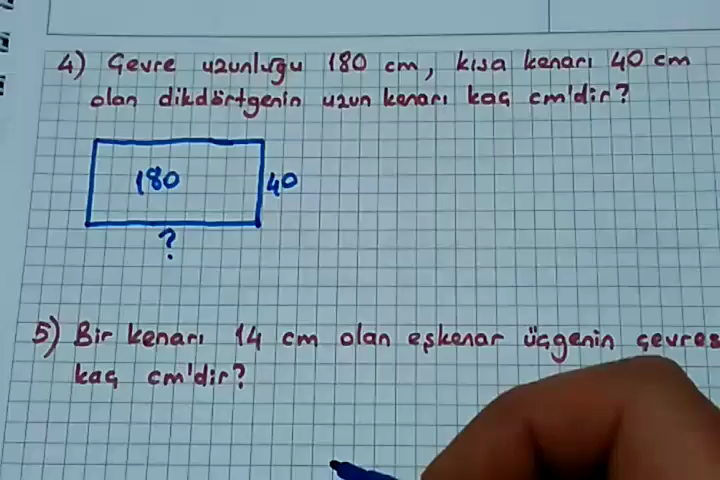 4) Çevre uzunluğu 180 cm, kısa kenarı 40 cm
olan dikdörtgenin uzun kenarı kaç cm'dir?
180
40
?
5) Bir kenarı 14 cm olan eşkenar üçgenin çevres
kaç cm'dir?